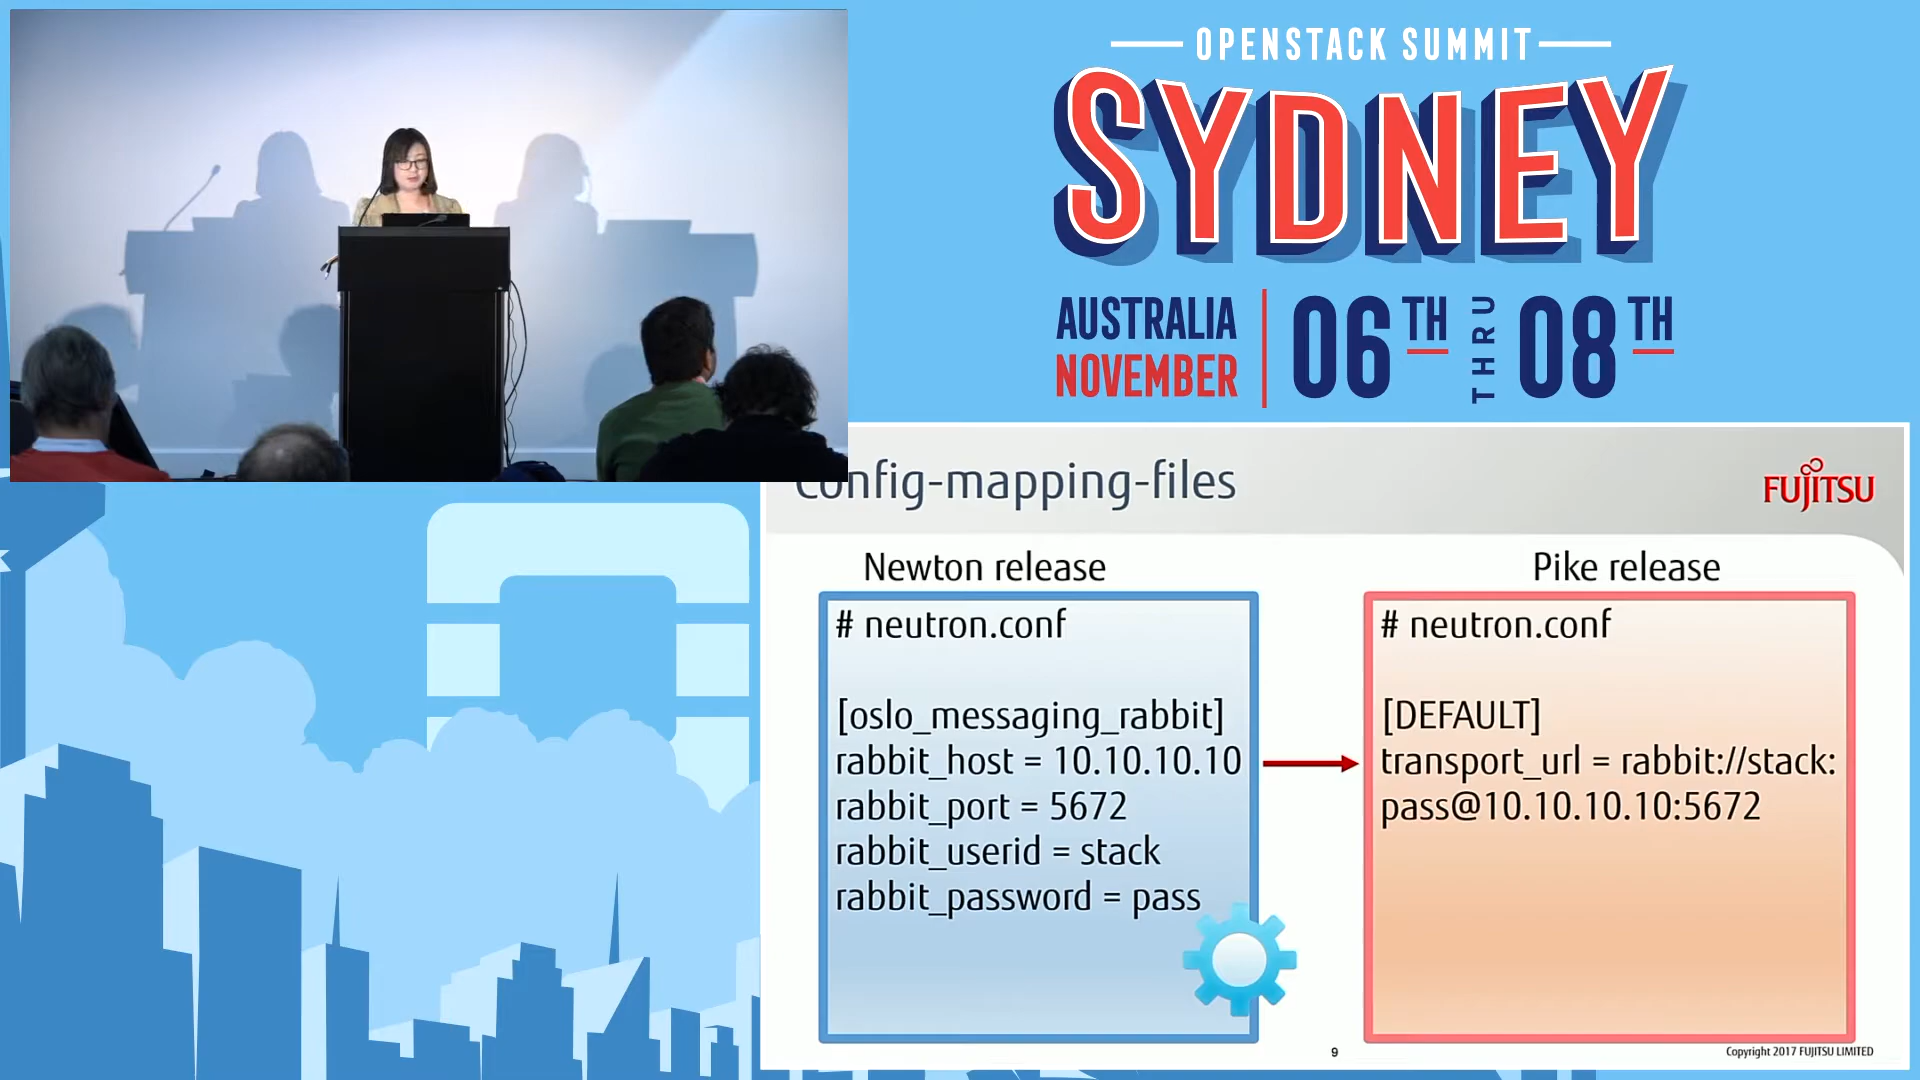 OPENSTACK SUMMIT
SYDNEY
AUSTRALIA
NOVEMBER
06TH THRU 08TH
Config-mapping-files
FUJITSU
Newton release
# neutron.conf
[oslo_messaging_rabbit]
rabbit_host = 10.10.10.10
rabbit_port = 5672
rabbit_userid = stack
rabbit_password = pass
Pike release
# neutron.conf
[DEFAULT]
transport_url = rabbit://stack:
pass@10.10.10.10:5672
9
Copyright 2017 FUJITSU LIMITED